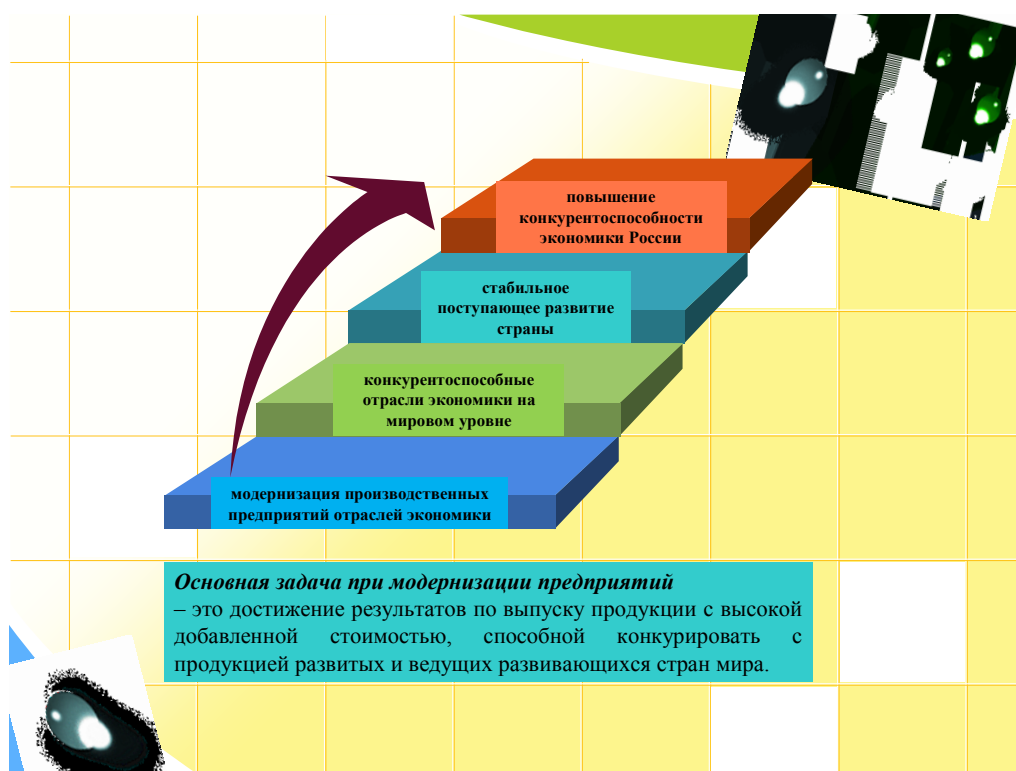 повышение
конкурентоспособности
экономики России
стабильное
поступающее развитие
страны
конкурентоспособные
отрасли экономики на
мировом уровне
модернизация производственных
предприятий отраслей экономики
Основная задача при модернизации предприятий
– это достижение результатов по выпуску продукции с высокой
добавленной стоимостью, способной конкурировать с
продукцией развитых и ведущих развивающихся стран мира.